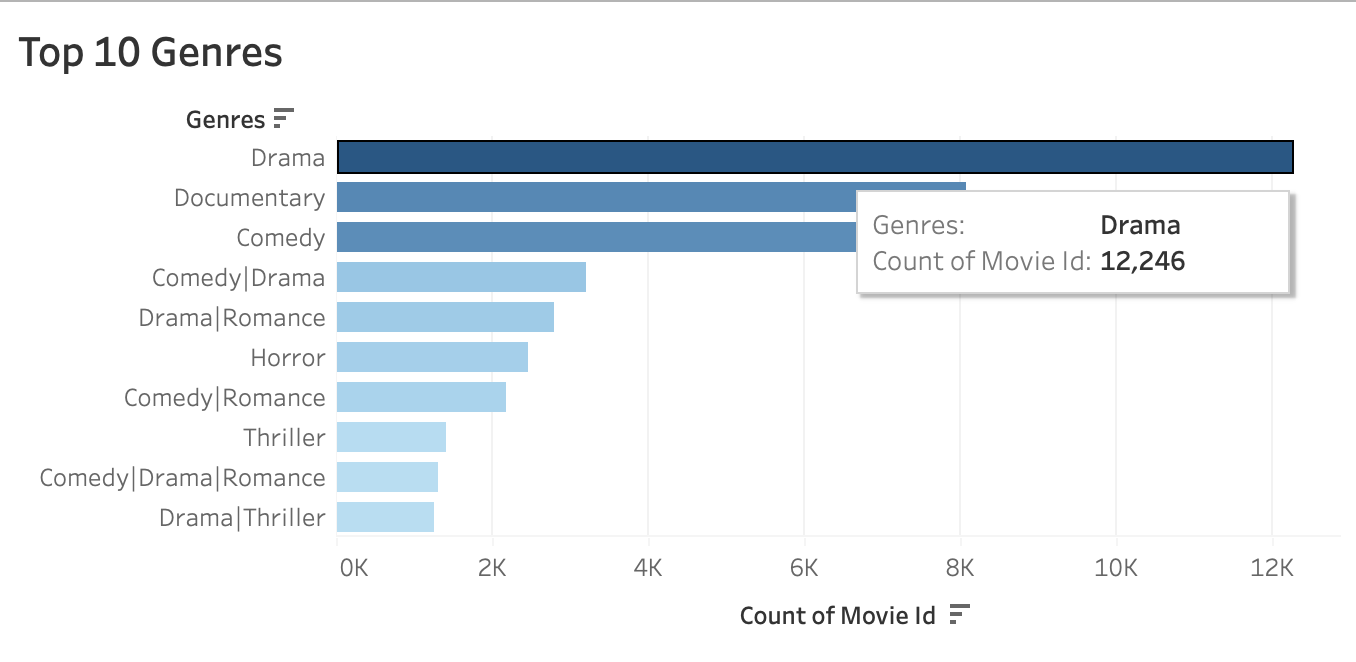 Top 10 Genres
Genres
Drama
Documentary
Comedy
Comedy|Drama
Drama|Romance
Horror
Comedy|Romance
Thriller
Comedy|Drama|Romance
Drama|Thriller
Genres: Drama
Count of Movie Id: 12,246
0K 2K 4K 6K 8K 10K 12K
Count of Movie Id